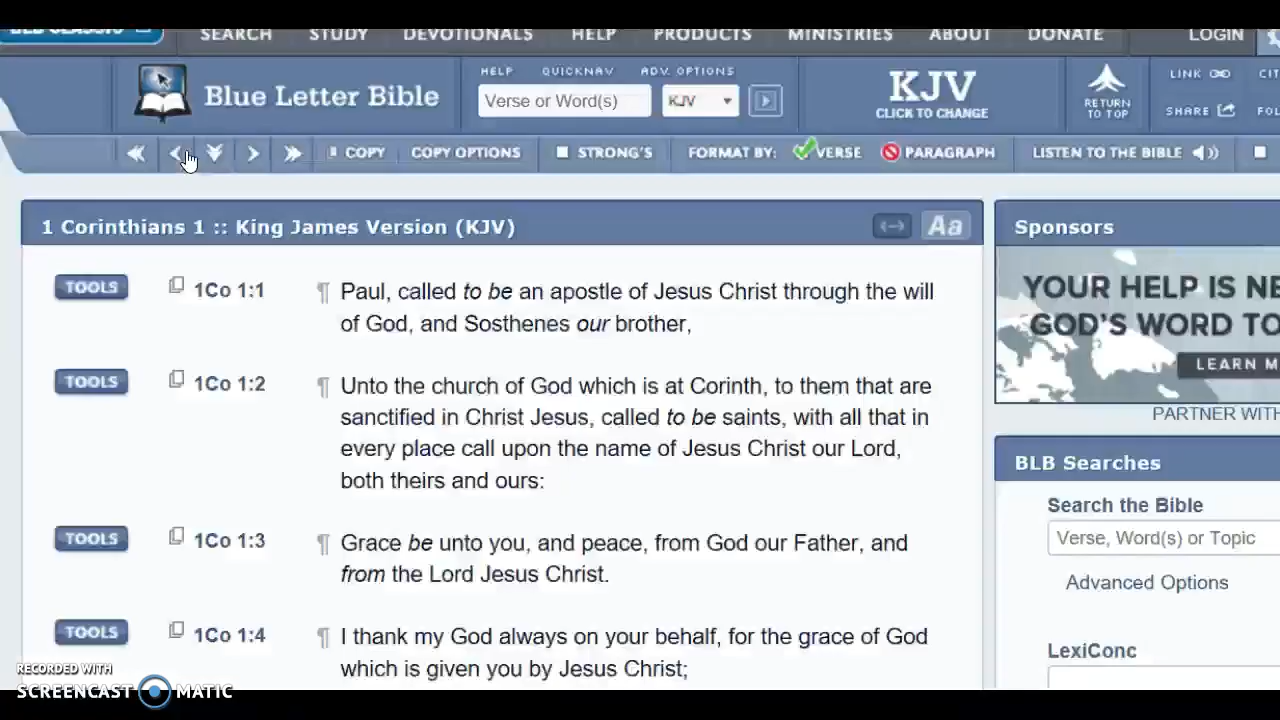 SEARCH STUDY DEVOTIONALS HELP PRODUCTS MINISTRIES ABOUT DONATE LOGIN
HELP QUICKNAV ADV. OPTIONS
Blue Letter Bible
Verse or Word(s) KJV
KJV
CLICK TO CHANGE
RETURN
TO TOP
LINK
SHARE
COPY COPY OPTIONS STRONG'S FORMAT BY: VERSE PARAGRAPH LISTEN TO THE BIBLE
1 Corinthians 1 :: King James Version (KJV) Aa
TOOLS 1Co 1:1 ¶ Paul, called to be an apostle of Jesus Christ through the will
of God, and Sosthenes our brother,
TOOLS 1Co 1:2 ¶ Unto the church of God which is at Corinth, to them that are
sanctified in Christ Jesus, called to be saints, with all that in
every place call upon the name of Jesus Christ our Lord,
both theirs and ours:
TOOLS 1Co 1:3 ¶ Grace be unto you, and peace, from God our Father, and
from the Lord Jesus Christ.
TOOLS 1Co 1:4 ¶ I thank my God always on your behalf, for the grace of God
which is given you by Jesus Christ;
Sponsors
YOUR HELP IS NE
GOD'S WORD TO
LEARN M
PARTNER WITH
BLB Searches
Search the Bible
Verse, Word(s) or Topic
Advanced Options
LexiConc
RECORDED WITH
SCREENCAST MATIC